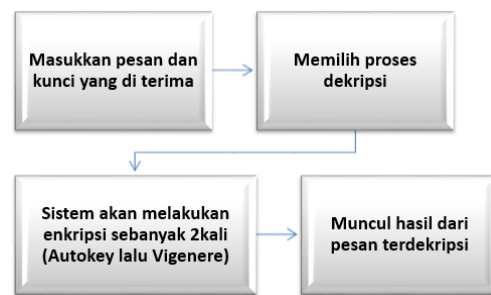 Masukkan pesan dan
kunci yang di terima
Memilih proses
dekripsi
Sistem akan melakukan
enkripsi sebanyak 2kali
(Autokey lalu Vigenere)
Muncul hasil dari
pesan terdekripsi